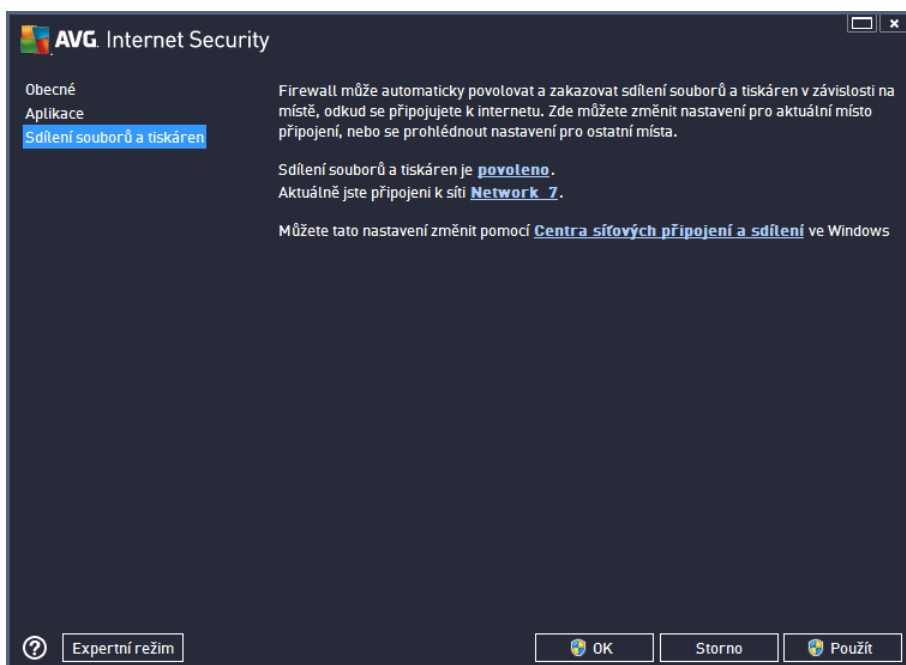 AVG. Internet Security
Obecné
Aplikace
Sdílení souborů a tiskáren
Firewall může automaticky povolovat a zakazovat sdílení souborů a tiskáren v závislosti na
místě, odkud se připojujete k internetu. Zde můžete změnit nastavení pro aktuální místo
připojení, nebo se prohlédnout nastavení pro ostatní místa.
Sdílení souborů a tiskáren je povoleno.
Aktuálně jste připojeni k síti Network 7.
Můžete tato nastavení změnit pomocí Centra síťových připojení a sdílení ve Windows
? Expertní režim
OK
Storno
Použít